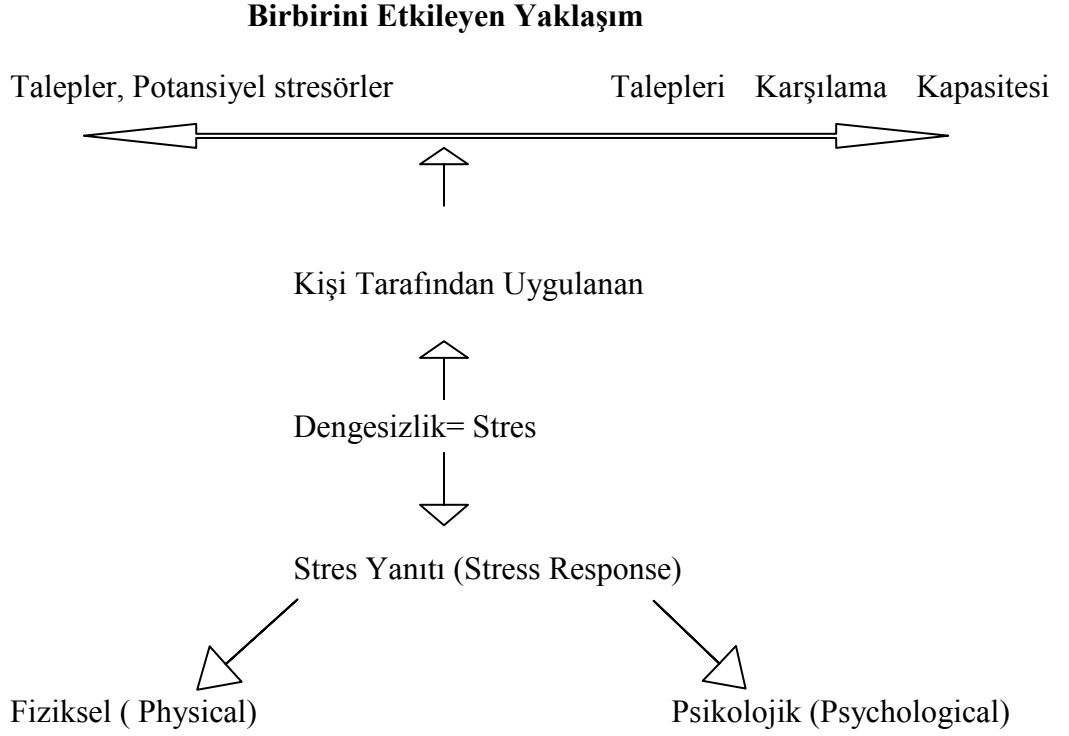 Birbirini Etkileyen Yaklaşım
Talepler, Potansiyel stresörler
Talepleri Karşılama Kapasitesi
Kişi Tarafından Uygulanan
Dengesizlik= Stres
Stres Yanıtı (Stress Response)
Fiziksel ( Physical)
Psikolojik (Psychological)